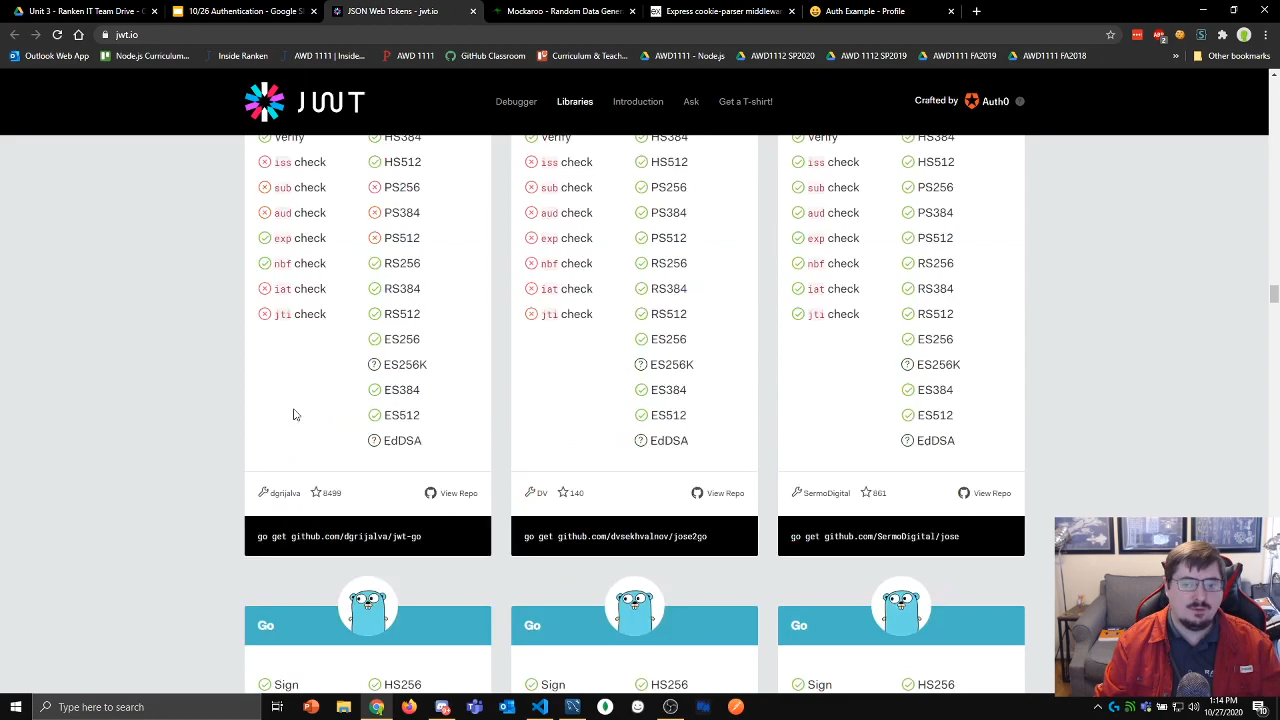 Unit 3 - Ranken IT Team Drive - C
10/26 Authentication - Google S
JSON Web Tokens - jwt.io
Mockaroo - Random Data Genera
express cookie-parser middlewar
Auth Example - Profile
jwt.io
Outlook Web App
Node.js Curriculum...
Inside Ranken
AWD 1111 | Inside...
AWD 1111
GitHub Classroom
Curriculum & Teach...
AWD1111 - Node.js
AWD1112 SP2020
AWD1111 SP2020
AWD1111 FA2019
AWD1111 FA2018
»
Other bookmarks
JWT
Debugger
Libraries
Introduction
Ask
Get a T-shirt!
Crafted by
Auth0
Verify HS384
iss check HS512
sub check PS256
aud check PS384
exp check PS512
nbf check RS256
iat check RS384
jti check RS512
ES256
ES256K
ES384
ES512
EdDSA
dgrijalva 8499 View Repo
go get github.com/dgrijalva/jwt-go
Verify HS384
iss check HS512
sub check PS256
aud check PS384
exp check PS512
nbf check RS256
iat check RS384
jti check RS512
ES256
ES256K
ES384
ES512
EdDSA
DV 140 View Repo
go get github.com/dvsekhvalnov/jose2go
Verify HS384
iss check HS512
sub check PS256
aud check PS384
exp check PS512
nbf check RS256
iat check RS384
jti check RS512
ES256
ES256K
ES384
ES512
EdDSA
SermoDigital 861 View Repo
go get github.com/SermoDigital/jose
Go
Sign HS256
Go
Sign HS256
Go
Sign HS256
Type here to search
1:14 PM
10/27/2020